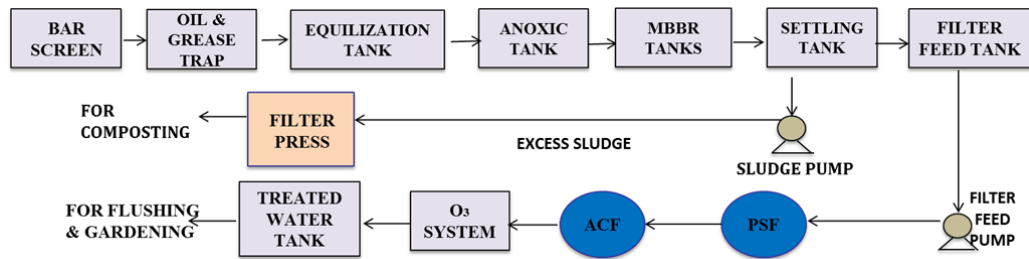 BAR
SCREEN
OIL &
GREASE
TRAP
EQUILIZATION
TANK
ANOXIC
TANK
MBBR
TANKS
SETTLING
TANK
FILTER
FEED TANK
FOR
COMPOSTING
FILTER
PRESS
EXCESS SLUDGE
SLUDGE PUMP
FOR FLUSHING
& GARDENING
TREATED
WATER
TANK
O₃
SYSTEM
ACF
PSF
FILTER
FEED
PUMP